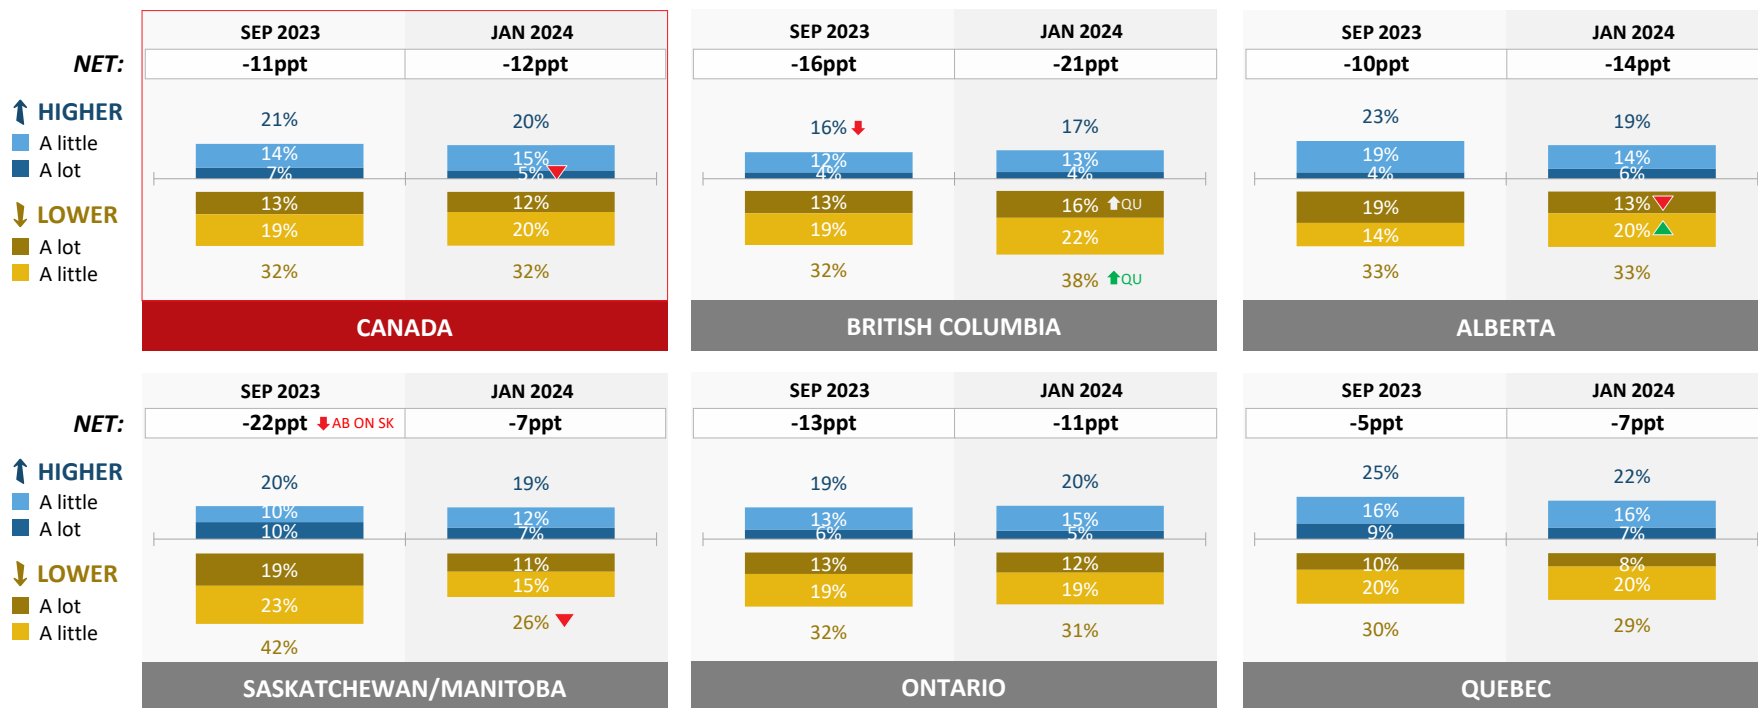 SEP 2023 JAN 2024
NET: -11ppt -12ppt
HIGHER 21% 20%
A little 14% 15%
A lot 7% 5%
LOWER 13% 12%
A lot 19% 20%
A little 32% 32%
CANADA
SEP 2023 JAN 2024
-16ppt -21ppt
16% 17%
12% 13%
4% 4%
13% 16% QU
19% 22%
32% 38% QU
BRITISH COLUMBIA
SEP 2023 JAN 2024
-10ppt -14ppt
23% 19%
19% 14%
4% 6%
19% 13%
14% 20%
33% 33%
ALBERTA
SEP 2023 JAN 2024
NET: -22ppt AB ON SK -7ppt
HIGHER 20% 19%
A little 10% 12%
A lot 10% 7%
LOWER 19% 11%
A lot 23% 15%
A little 42% 26%
SASKATCHEWAN/MANITOBA
SEP 2023 JAN 2024
-13ppt -11ppt
19% 20%
13% 15%
6% 5%
13% 12%
19% 19%
32% 31%
ONTARIO
SEP 2023 JAN 2024
-5ppt -7ppt
25% 22%
16% 16%
9% 7%
10% 8%
20% 20%
30% 29%
QUEBEC